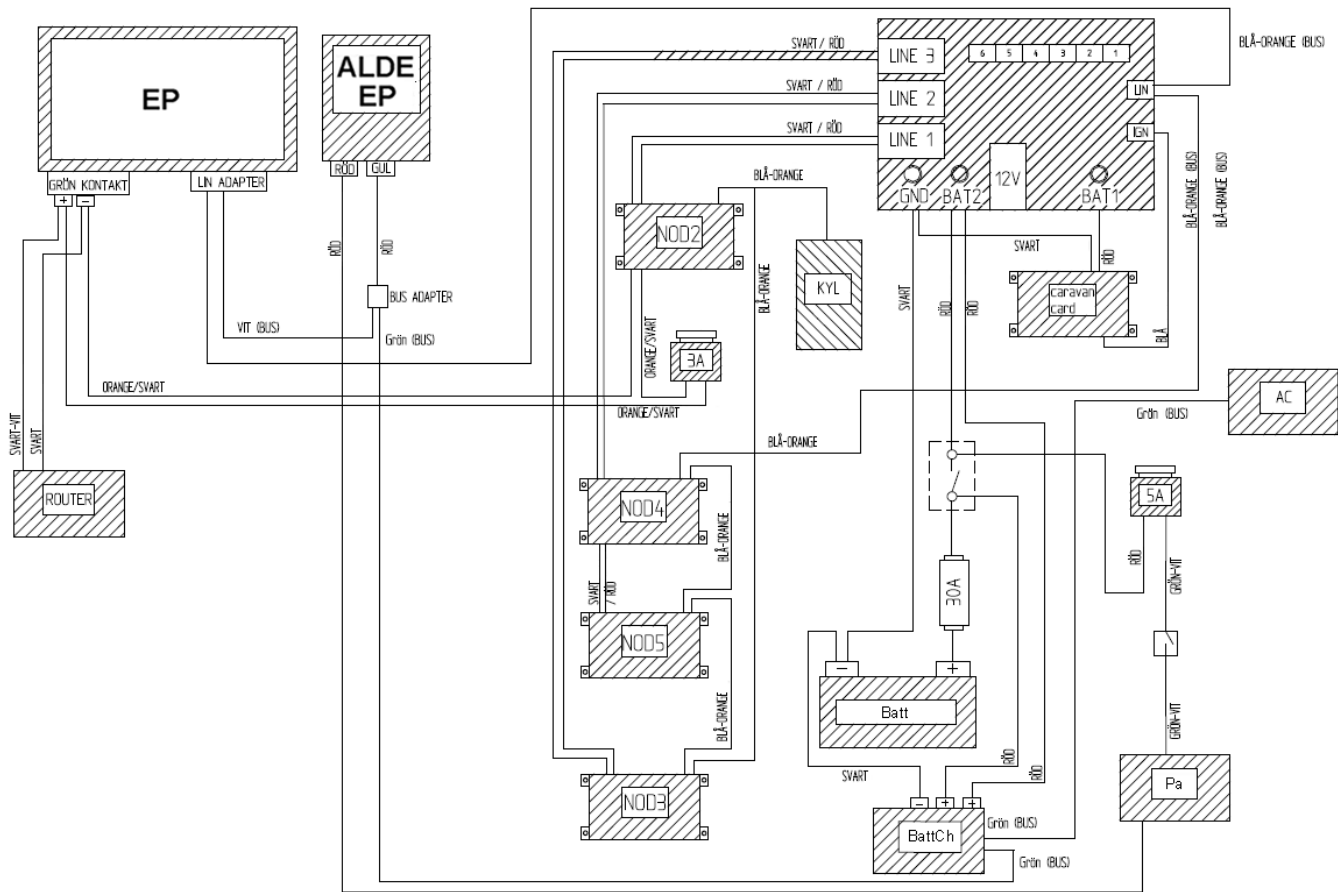 EP
ALDE
EP
GRÖN KONTAKT
+
-
LIN ADAPTER
RÖD
GUL
RÖD
RÖD
BUS ADAPTER
VIT (BUS)
Grön (BUS)
ORANGE/SVART
ORANGE/SVART
ORANGE/SVART
SVART-VIT
SVART
ROUTER
SVART / RÖD
SVART / RÖD
SVART / RÖD
LINE 3
LINE 2
LINE 1
6 5 4 3 2 1
LIN
IGN
GND
BAT2
12V
BAT1
BLÅ-ORANGE (BUS)
BLÅ-ORANGE (BUS)
BLÅ-ORANGE (BUS)
BLÅ-ORANGE
NOD2
KYL
BLÅ-ORANGE
3A
SVART
SVART
RÖD
RÖD
RÖD
caravan
card
BLÅ
AC
Grön (BUS)
BLÅ-ORANGE
NOD4
BLÅ-ORANGE
SVART
/ RÖD
NOD5
BLÅ-ORANGE
NOD3
30A
5A
RÖD
GRÖN-VIT
GRÖN-VIT
-
+
Batt
SVART
RÖD
RÖD
-
+
+
BattCh
Grön (BUS)
Grön (BUS)
Pa